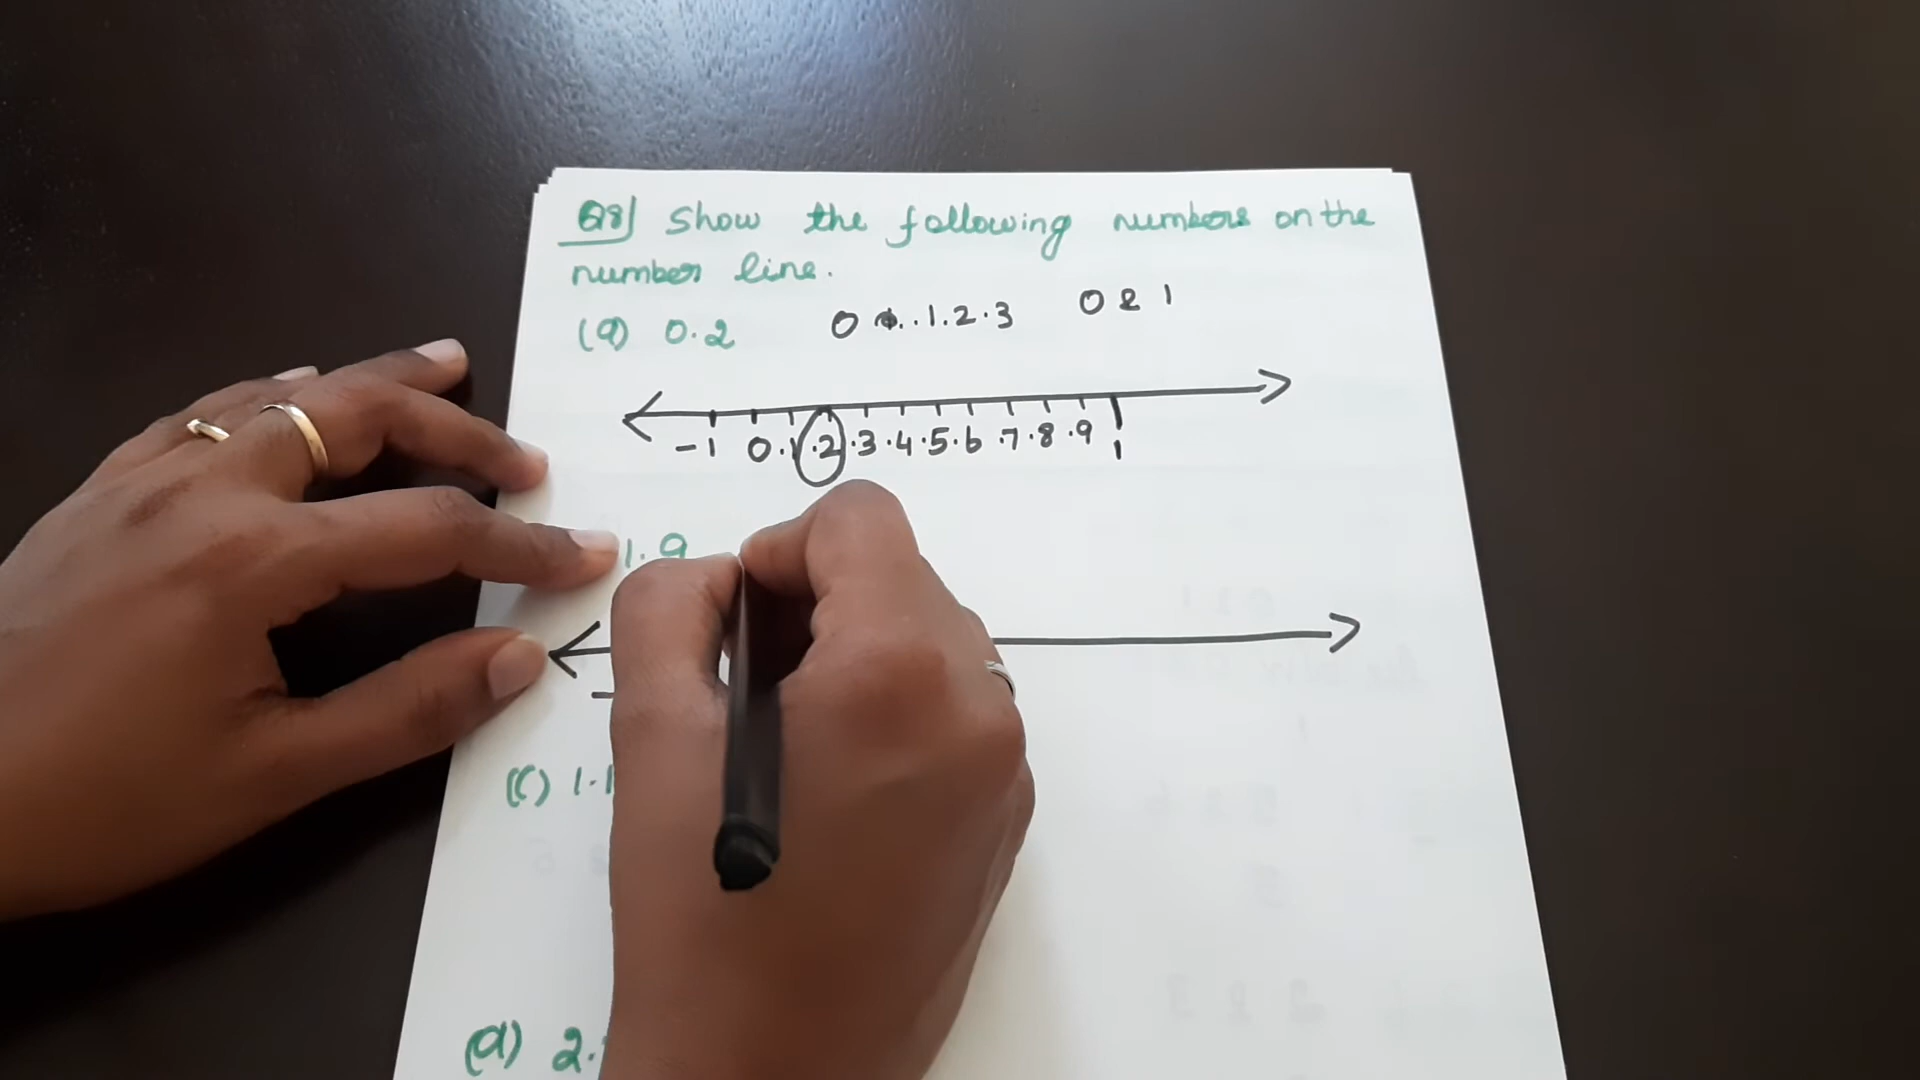 Q8) Show the following numbers on the
number line.
(a) 0.2 0 . . 1 . 2 . 3 0 & 1
-1 0 .1 .2 .3 .4 .5 .6 .7 .8 .9 1
1.9
(c) 1.1
(d) 2.